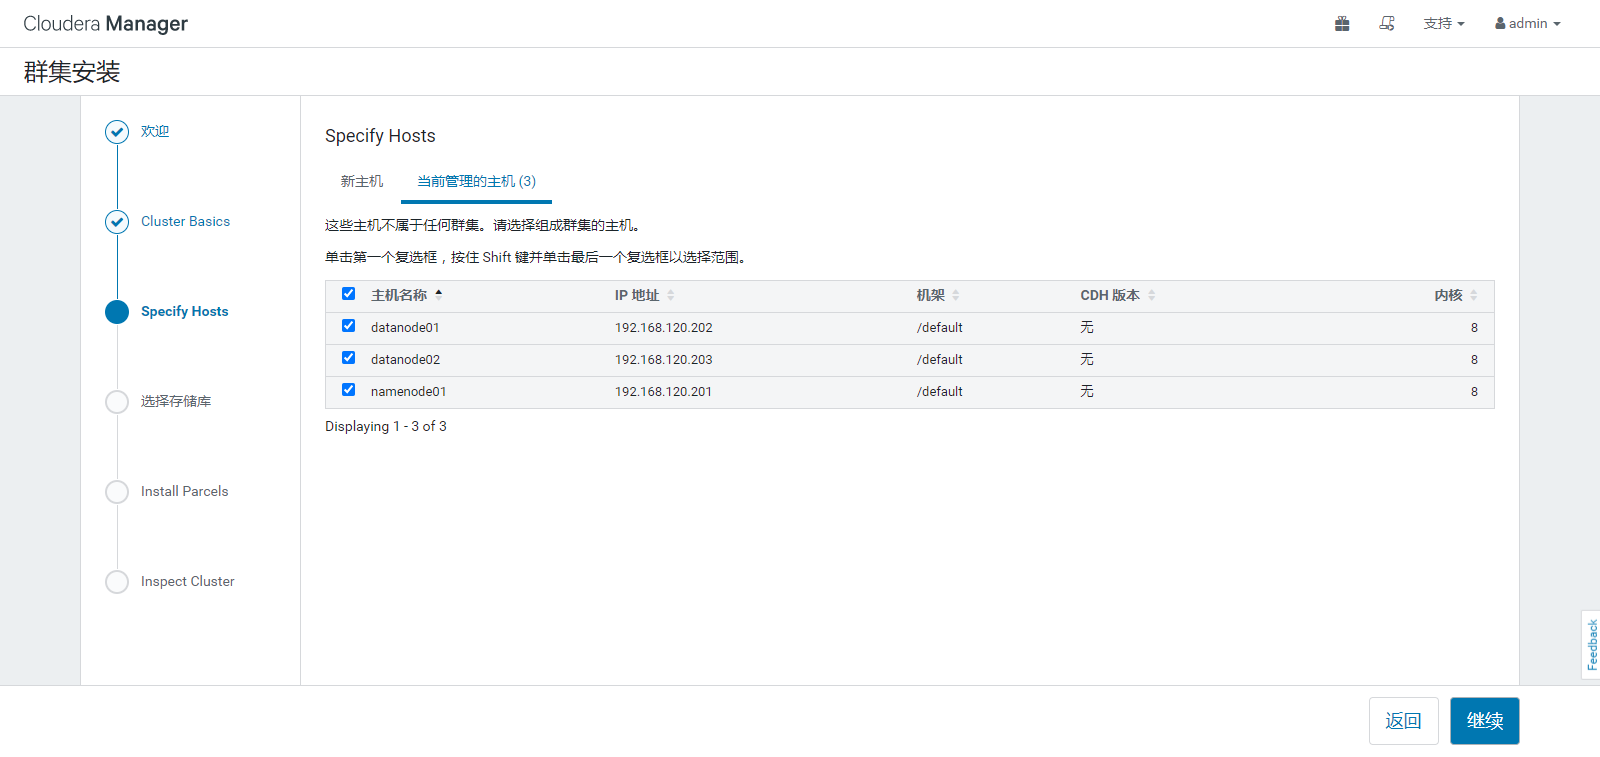 Cloudera Manager
支持
admin
群集安装
欢迎
Cluster Basics
Specify Hosts
选择存储库
Install Parcels
Inspect Cluster
Specify Hosts
新主机 当前管理的主机 (3)
这些主机不属于任何群集。请选择组成群集的主机。
单击第一个复选框，按住 Shift 键并单击最后一个复选框以选择范围。
主机名称 IP 地址 机架 CDH 版本 内核
datanode01 192.168.120.202 /default 无 8
datanode02 192.168.120.203 /default 无 8
namenode01 192.168.120.201 /default 无 8
Displaying 1 - 3 of 3
Feedback
返回 继续